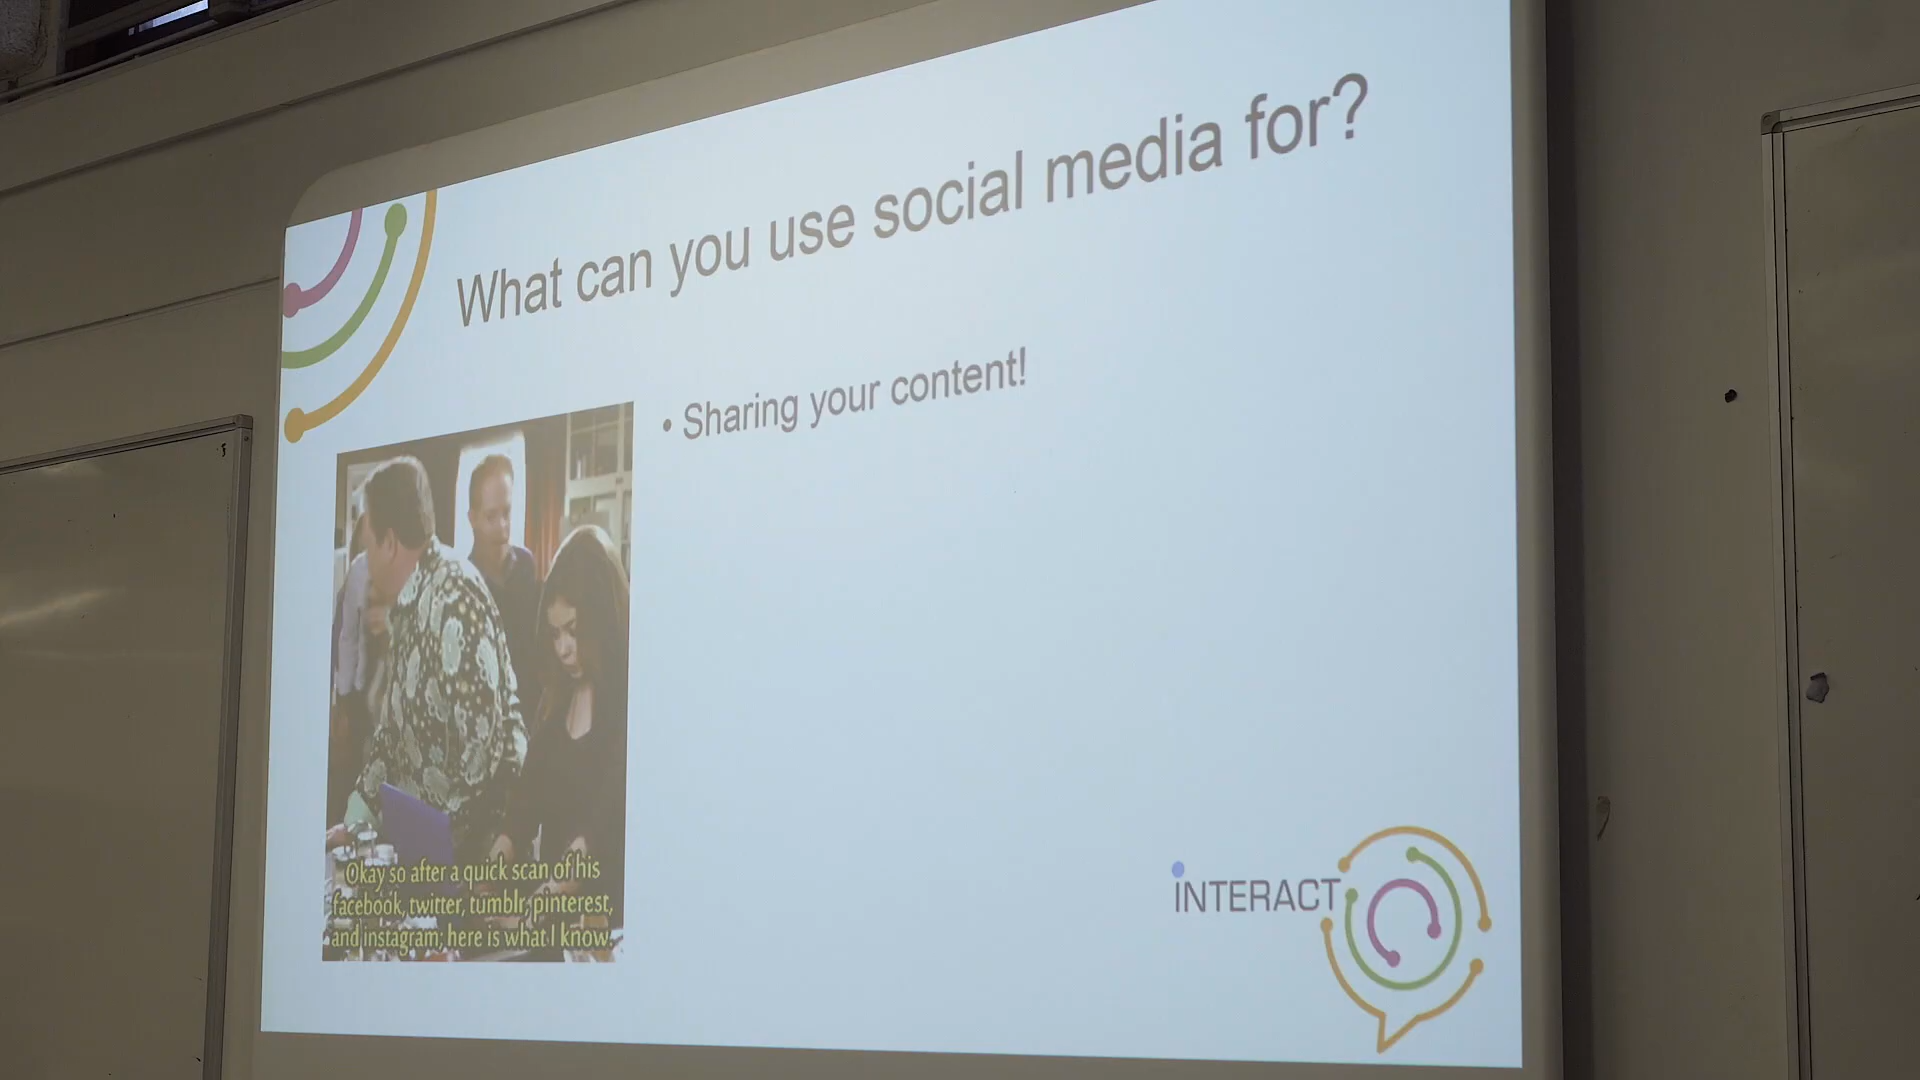 What can you use social media for?
• Sharing your content!
Okay so after a quick scan of his
facebook, twitter, tumblr, pinterest,
and instagram; here is what I know.
INTERACT